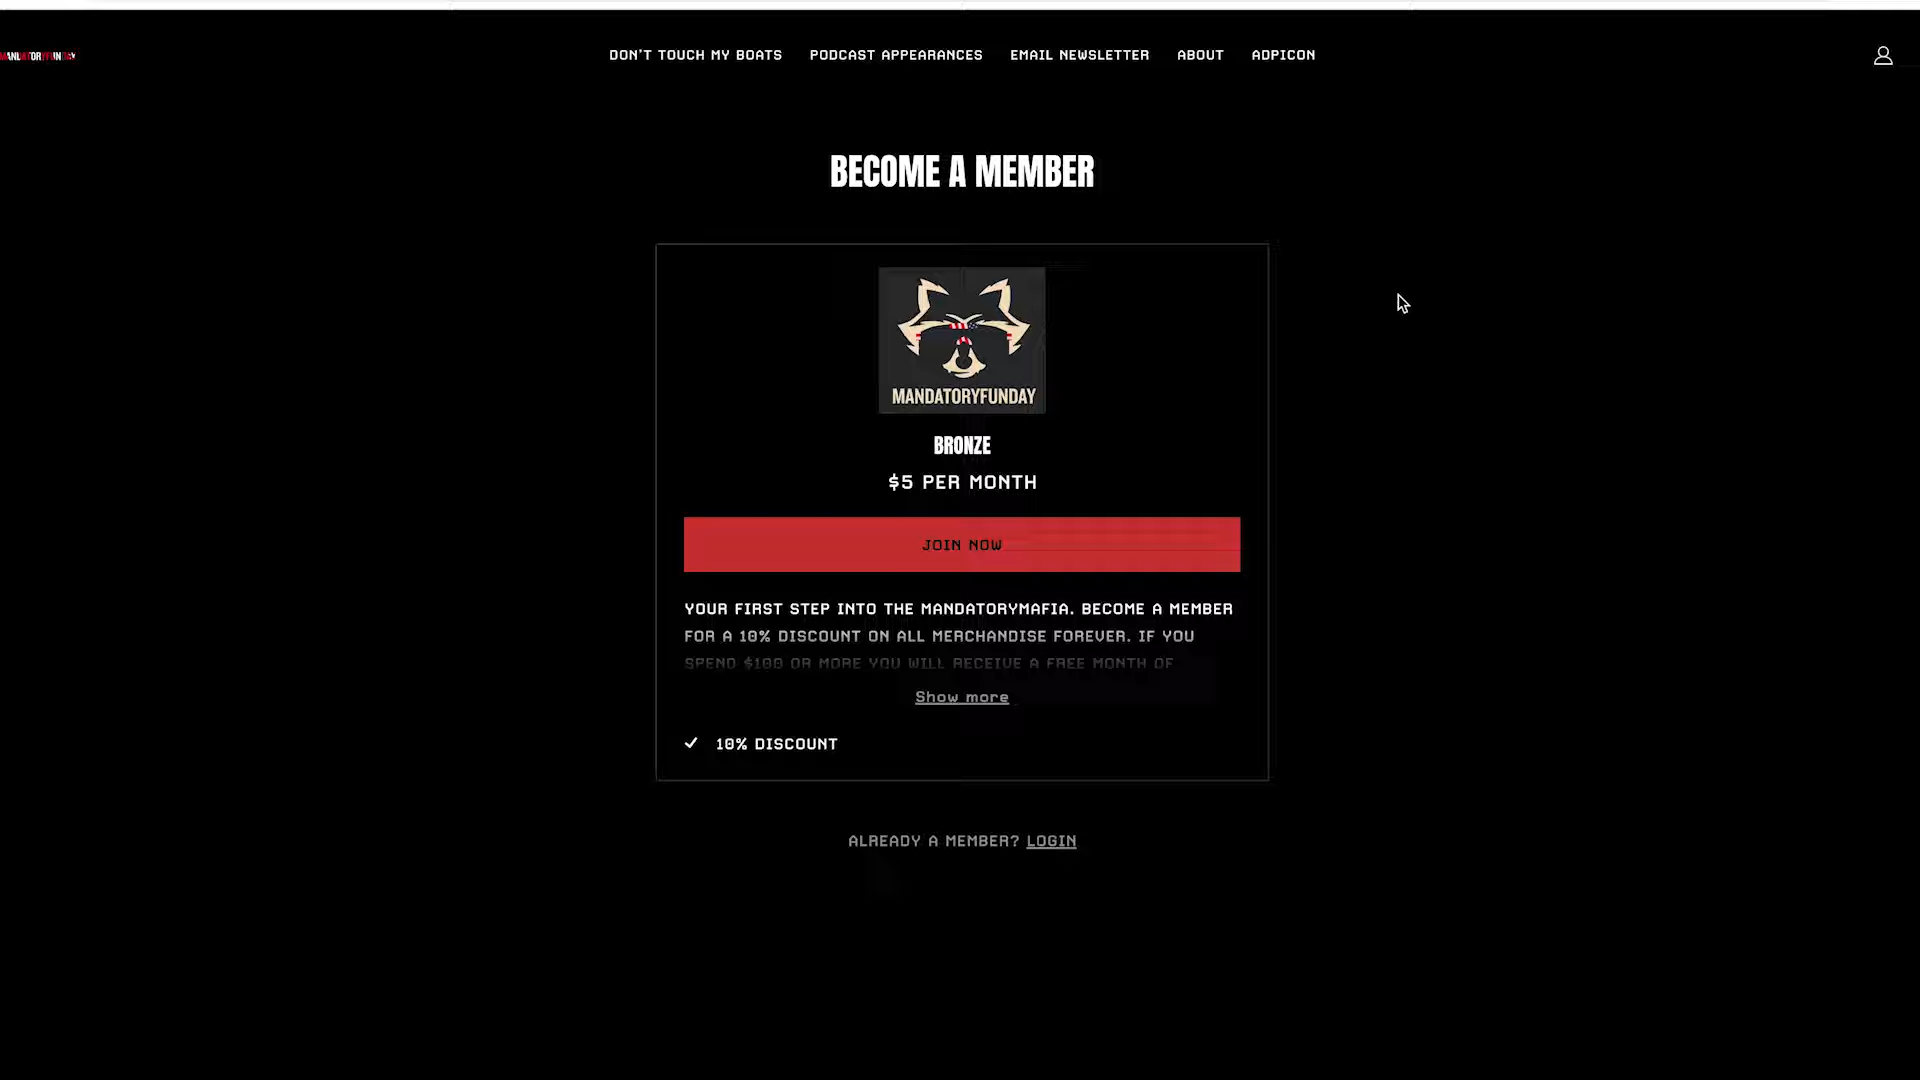 MANDATORYFUNDAY
DON'T TOUCH MY BOATS PODCAST APPEARANCES EMAIL NEWSLETTER ABOUT ADPICON
BECOME A MEMBER
MANDATORYFUNDAY
BRONZE
$5 PER MONTH
JOIN NOW
YOUR FIRST STEP INTO THE MANDATORYMAFIA. BECOME A MEMBER
FOR A 10% DISCOUNT ON ALL MERCHANDISE FOREVER. IF YOU
SPEND $100 OR MORE YOU WILL RECEIVE A FREE MONTH OF
Show more
10% DISCOUNT
ALREADY A MEMBER? LOGIN